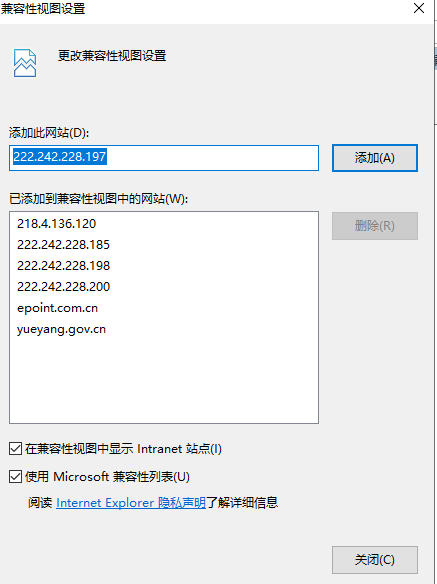 兼容性视图设置
更改兼容性视图设置
添加此网站(D):
222.242.228.197
添加(A)
已添加到兼容性视图中的网站(W):
218.4.136.120
删除(R)
222.242.228.185
222.242.228.198
222.242.228.200
epoint.com.cn
yueyang.gov.cn
在兼容性视图中显示 Intranet 站点(I)
使用 Microsoft 兼容性列表(U)
阅读 Internet Explorer 隐私声明了解详细信息
关闭(C)